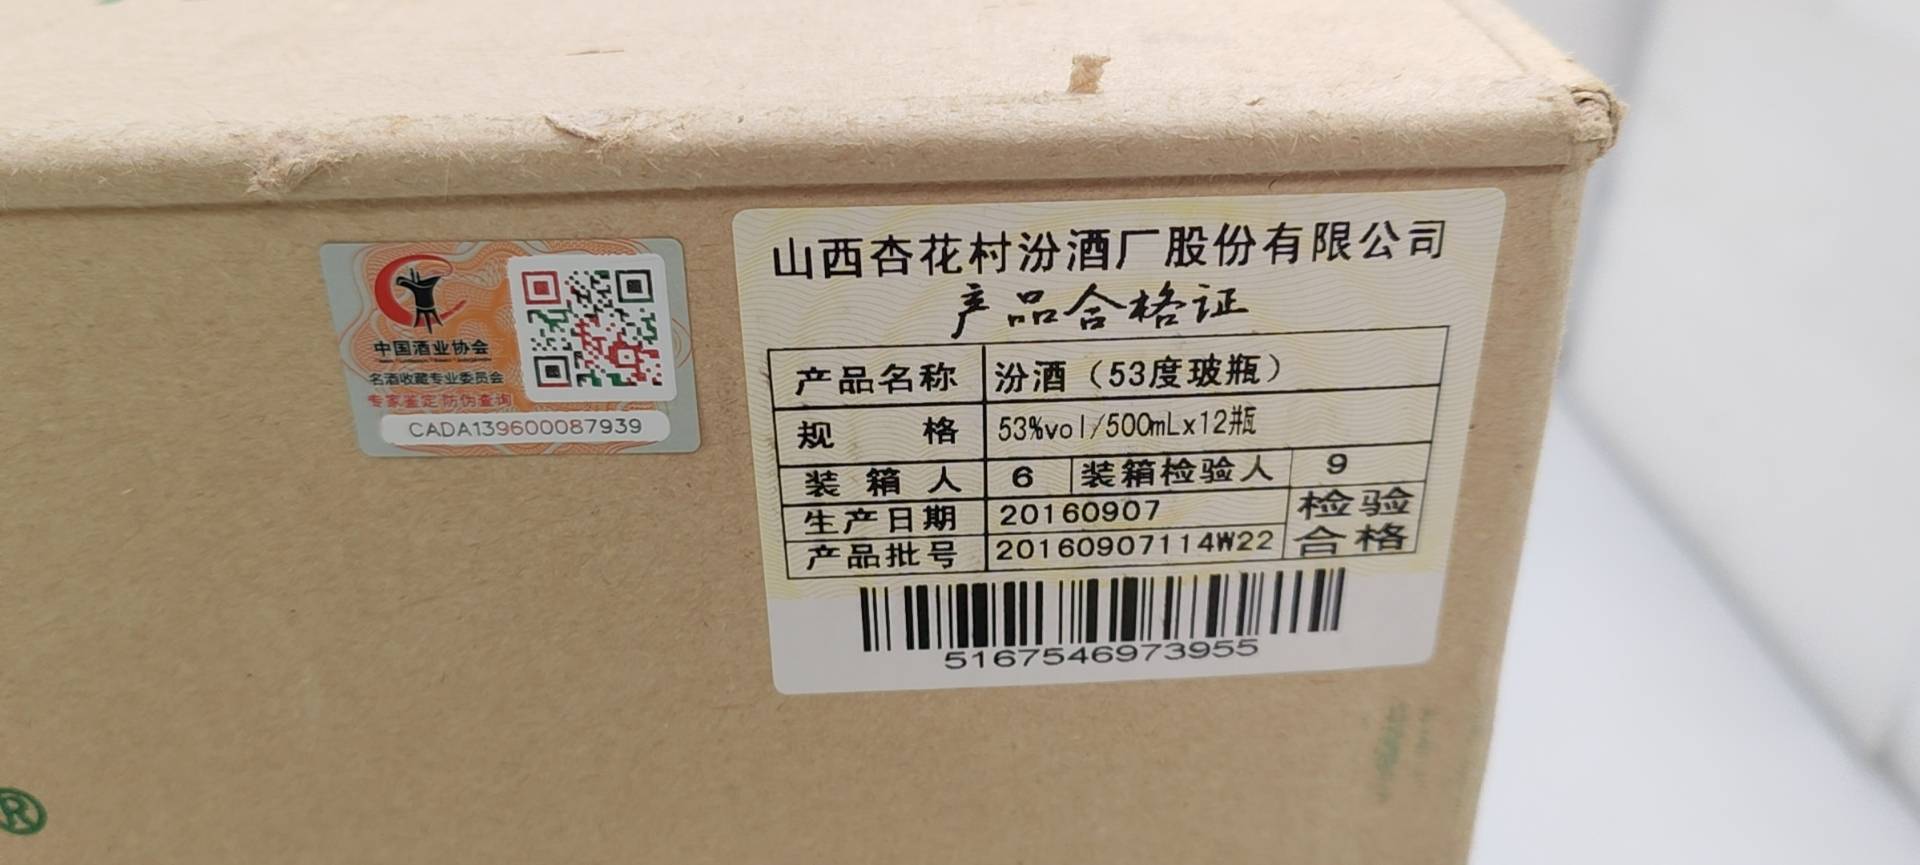 中国酒业协会
名酒收藏专业委员会
专家鉴定防伪查询
CADA139600087939
山西杏花村汾酒厂股份有限公司
产品合格证
产品名称 汾酒（53度玻瓶）
规格 53%vol/500mLx12瓶
装箱人 6 装箱检验人 9
生产日期 20160907 检验
产品批号 20160907114W22 合格
5167546973955
®